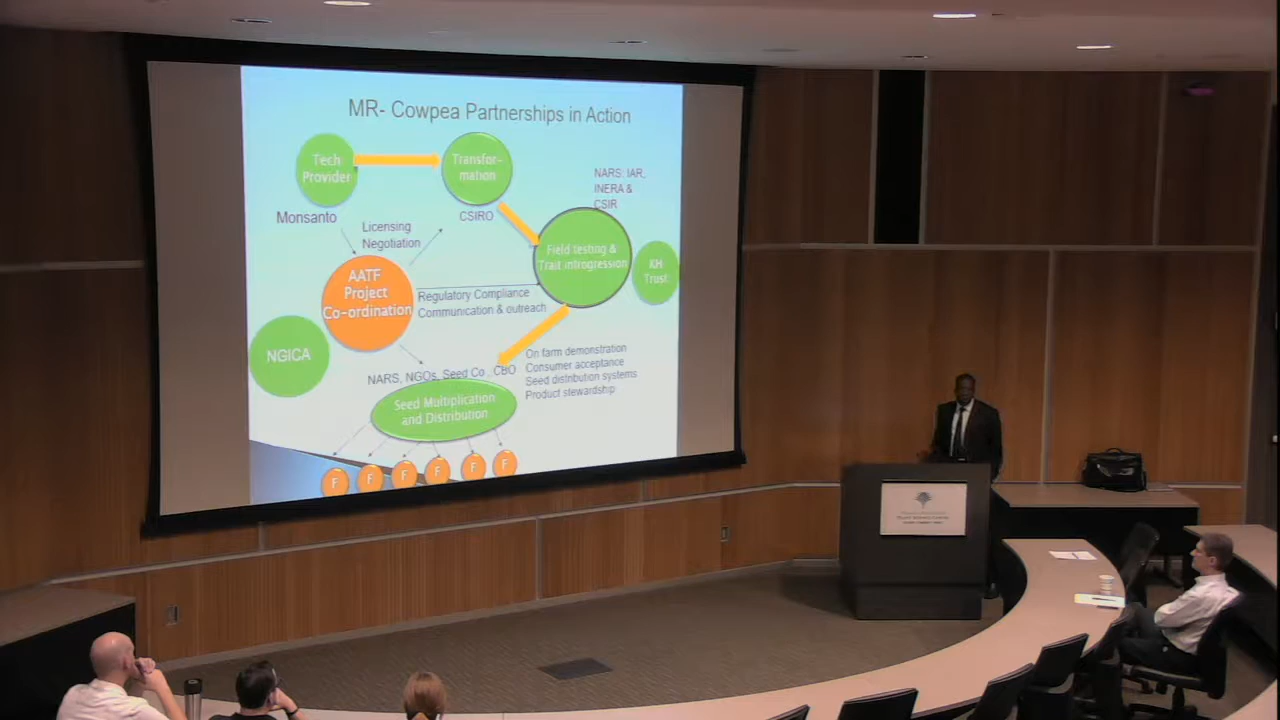 MR- Cowpea Partnerships in Action
Tech
Provider
Transfor-
mation
NARS: IAR,
INERA &
CSIR
Monsanto
CSIRO
Licensing
Negotiation
Field testing &
Trait introgression
KH
Trust
AATF
Project
Co-ordination
Regulatory Compliance
Communication & outreach
NGICA
On farm demonstration
Consumer acceptance
Seed distribution systems
Product stewardship
NARS, NGOs, Seed Co , CBO
Seed Multiplication
and Distribution
F F F F F F